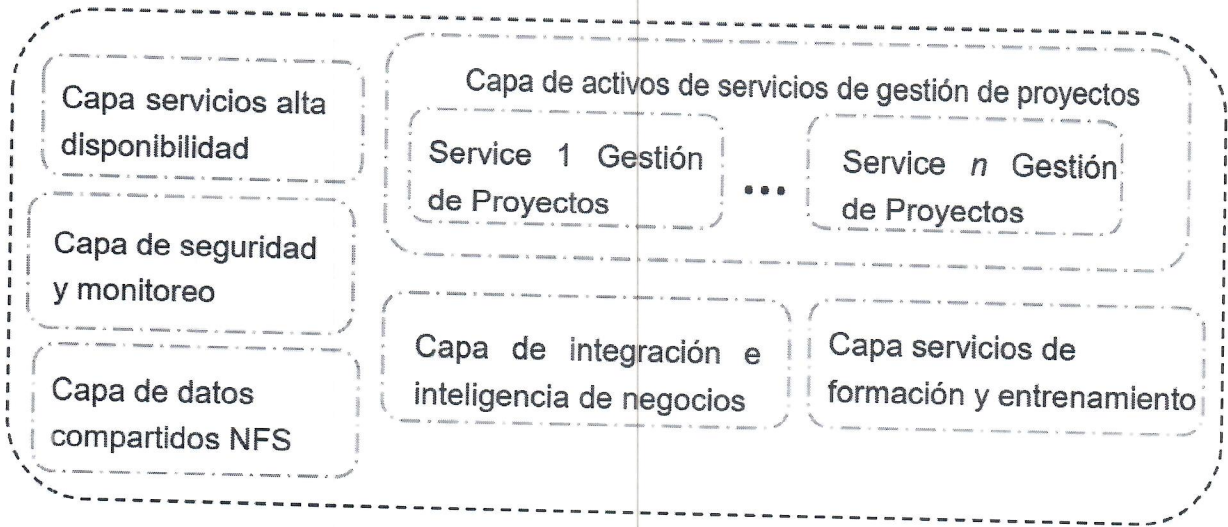 Capa servicios alta
disponibilidad
Capa de seguridad
y monitoreo
Capa de datos
compartidos NFS
Capa de activos de servicios de gestión de proyectos
Service 1 Gestión
de Proyectos
...
Service n Gestión
de Proyectos
Capa de integración e
inteligencia de negocios
Capa servicios de
formación y entrenamiento